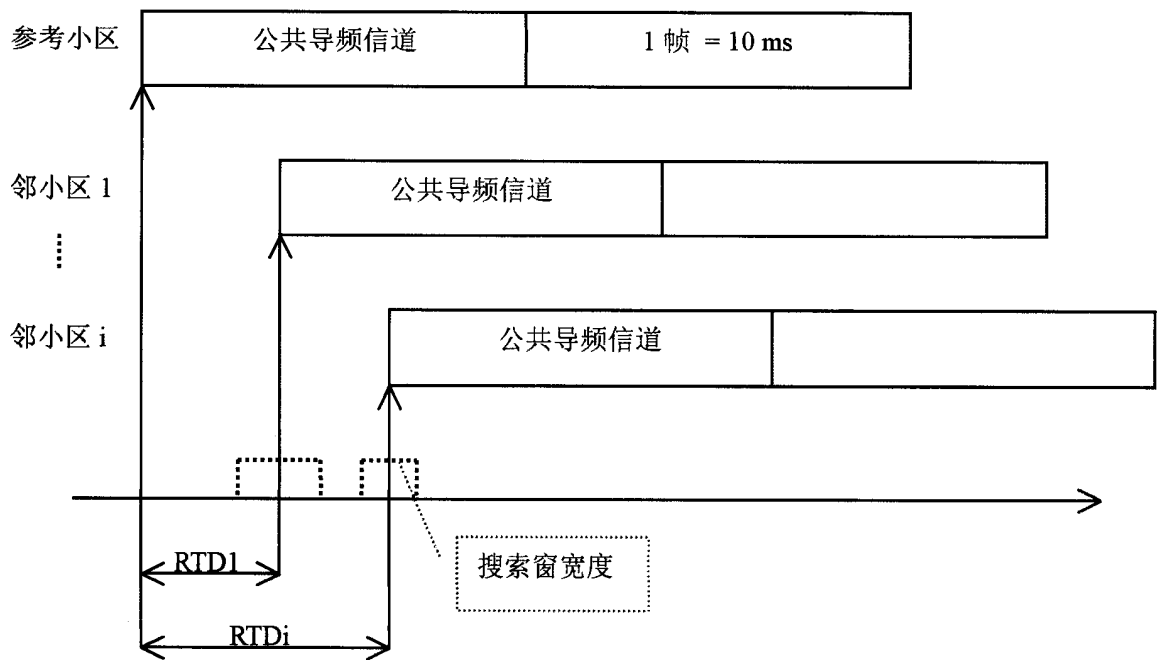 参考小区 公共导频信道 1 帧 = 10 ms
邻小区 1 公共导频信道
邻小区 i 公共导频信道
RTD1
搜索窗宽度
RTDi